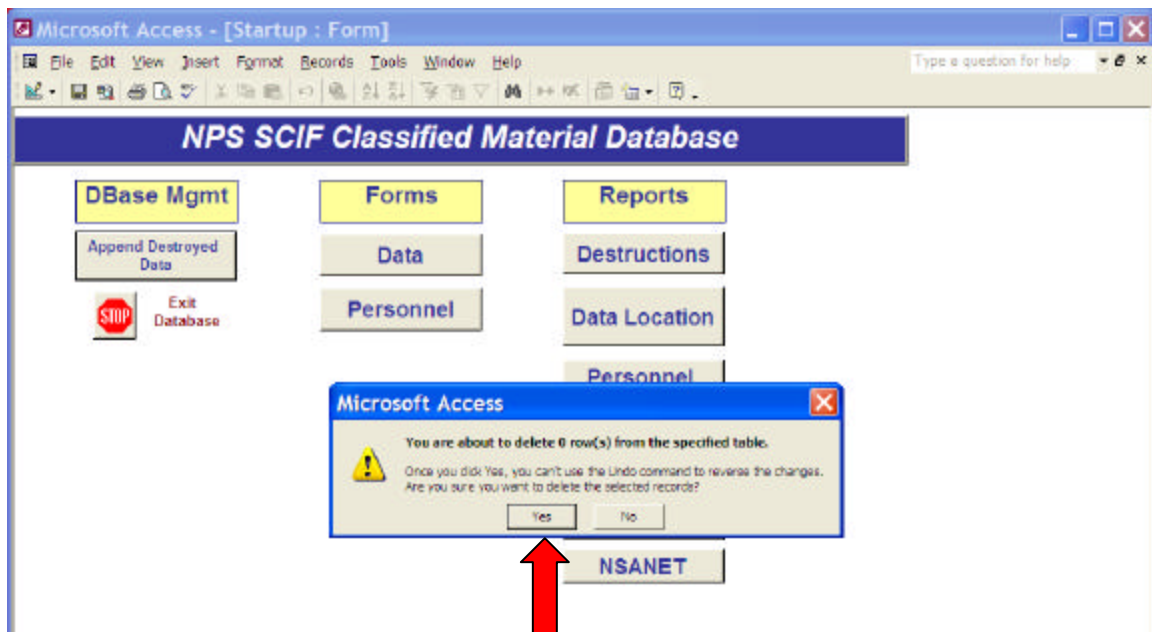 Microsoft Access - [Startup : Form]
File Edit View Insert Format Records Tools Window Help
Type a question for help
NPS SCIF Classified Material Database
DBase Mgmt
Forms
Reports
Append Destroyed
Data
Data
Destructions
STOP
Exit
Database
Personnel
Data Location
Personnel
Microsoft Access
You are about to delete 0 row(s) from the specified table.
Once you click Yes, you can't use the Undo command to reverse the changes.
Are you sure you want to delete the selected records?
Yes
No
NSANET